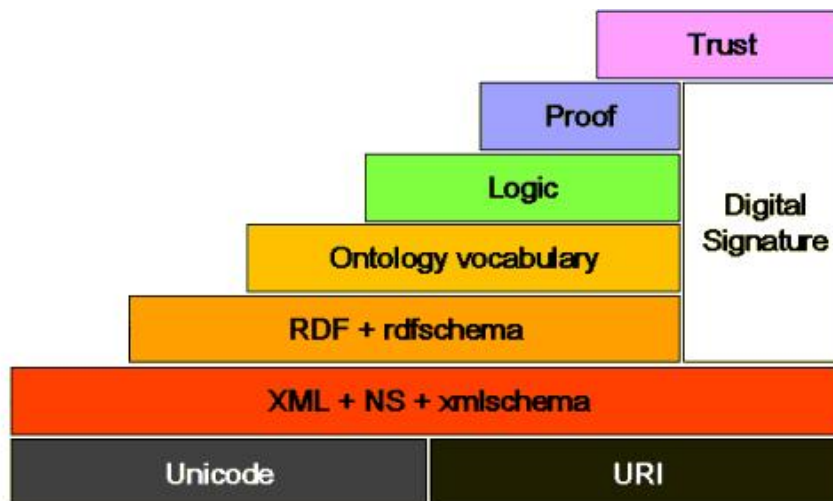 Trust
Proof
Logic
Digital
Signature
Ontology vocabulary
RDF + rdfschema
XML + NS + xmlschema
Unicode
URI